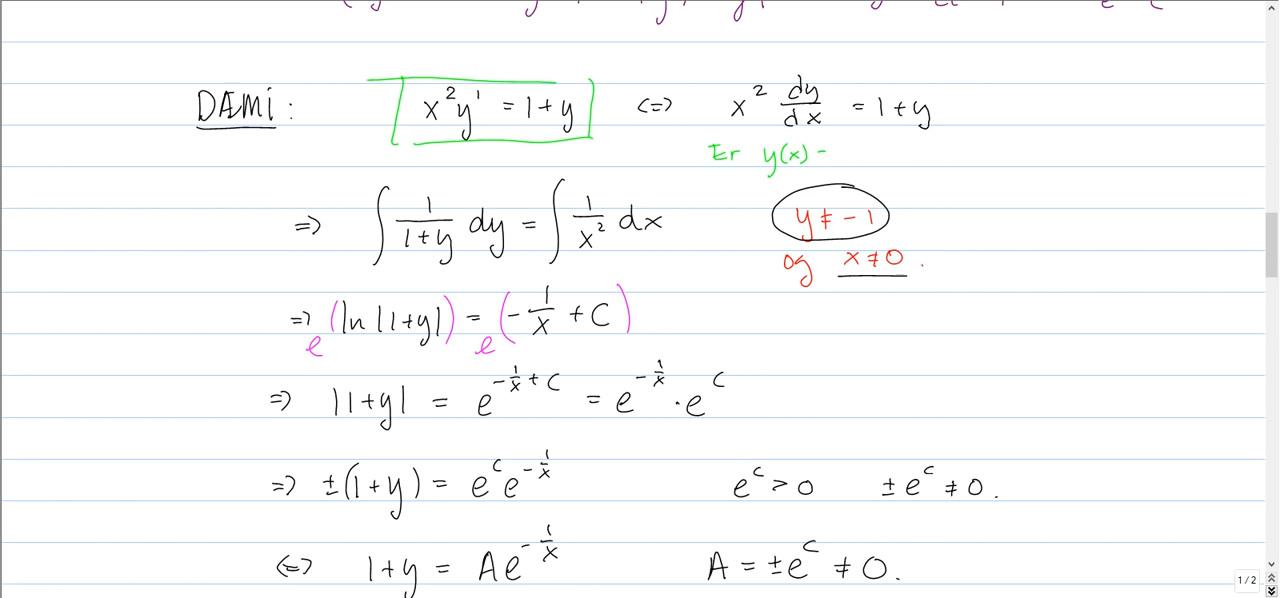 DÆMI: x²y' = 1+y <=> x² dy/dx = 1+y
Er y(x) -
=> ∫ 1/(1+y) dy = ∫ 1/x² dx y ≠ -1
og x ≠ 0.
=> e^(ln |1+y|) = e^(-1/x + C)
=> |1+y| = e^(-1/x + C) = e^(-1/x) · e^C
=> ±(1+y) = e^C e^(-1/x) e^C > 0 ±e^C ≠ 0.
<=> 1+y = Ae^(-1/x) A = ±e^C ≠ 0.
1/2